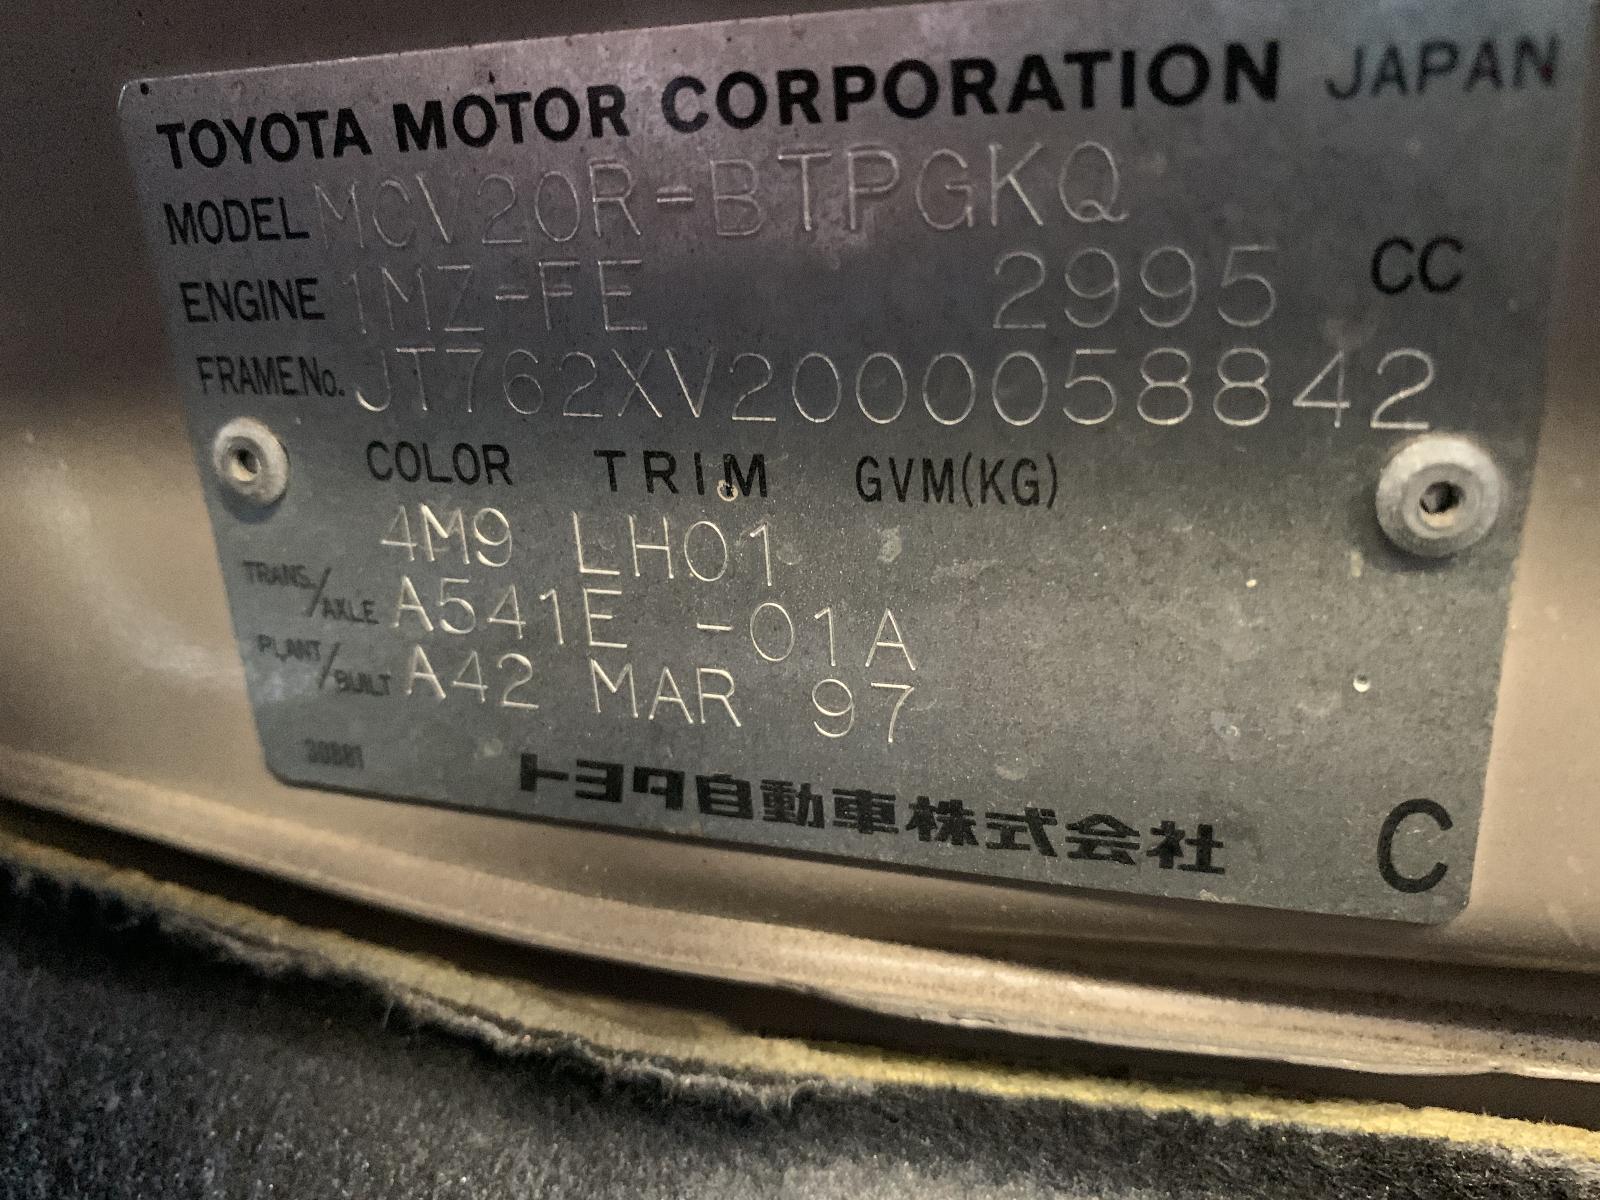 TOYOTA MOTOR CORPORATION JAPAN
MODEL MCV20R-BTPGKQ
ENGINE 1MZ-FE 2995 CC
FRAME No. JT762XV2000058842
COLOR TRIM GVM(KG)
4M9 LH01
TRANS/AXLE A541E -01A
PLANT/BUILT A42 MAR 97
30881
トヨタ自動車株式会社 C